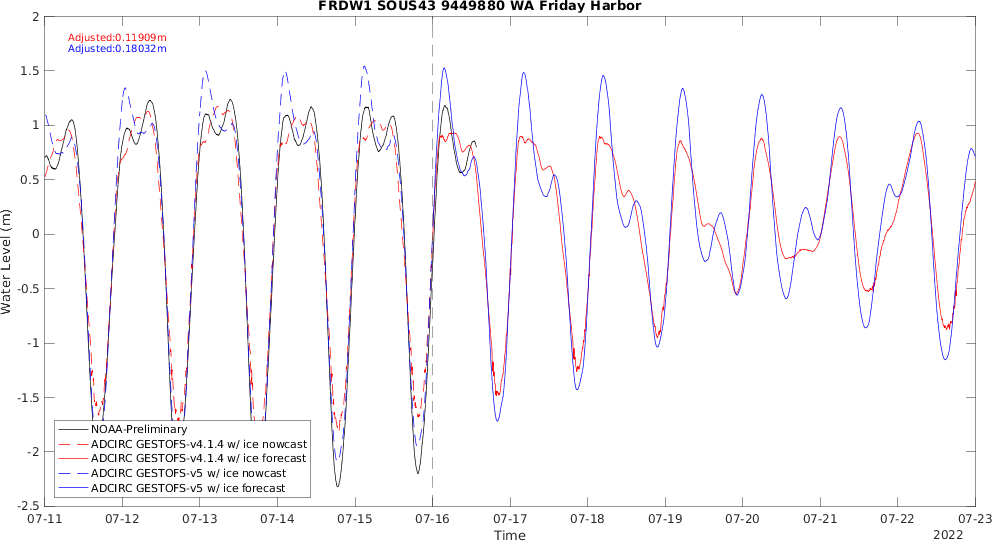 FRDW1 SOUS43 9449880 WA Friday Harbor
Adjusted:0.11909m
Adjusted:0.18032m
Water Level (m)
2
1.5
1
0.5
0
-0.5
-1
-1.5
-2
-2.5
NOAA-Preliminary
ADCIRC GESTOFS-v4.1.4 w/ ice nowcast
ADCIRC GESTOFS-v4.1.4 w/ ice forecast
ADCIRC GESTOFS-v5 w/ ice nowcast
ADCIRC GESTOFS-v5 w/ ice forecast
07-11 07-12 07-13 07-14 07-15 07-16 07-17 07-18 07-19 07-20 07-21 07-22 07-23
Time
2022